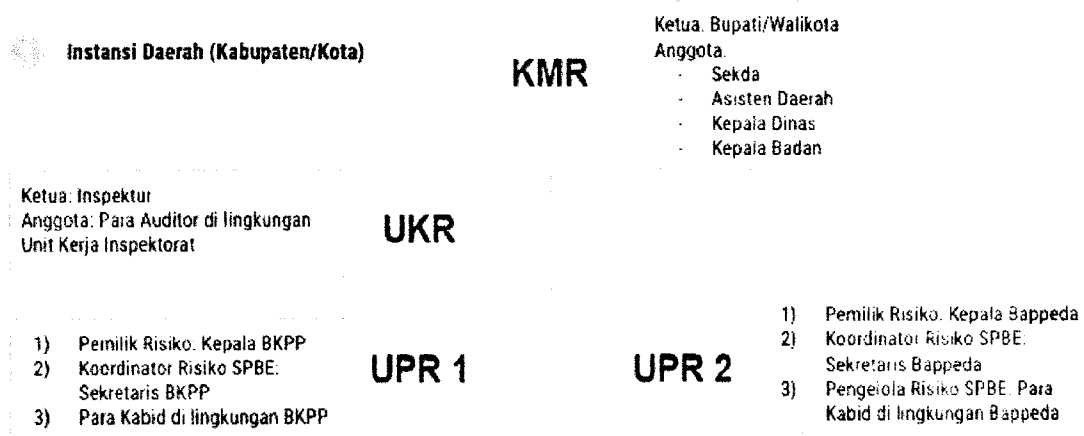 Instansi Daerah (Kabupaten/Kota)
KMR
Ketua. Bupati/Walikota
Anggota.
- Sekda
- Asisten Daerah
- Kepala Dinas
- Kepala Badan
Ketua: Inspektur
Anggota: Para Auditor di lingkungan
Unit Kerja Inspektorat
UKR
1) Pemilik Risiko. Kepala BKPP
2) Koordinator Risiko SPBE:
Sekretaris BKPP
3) Para Kabid di lingkungan BKPP
UPR 1
UPR 2
1) Pemilik Risiko. Kepala Bappeda
2) Koordinator Risiko SPBE:
Sekretaris Bappeda
3) Pengelola Risiko SPBE. Para
Kabid di lingkungan Bappeda